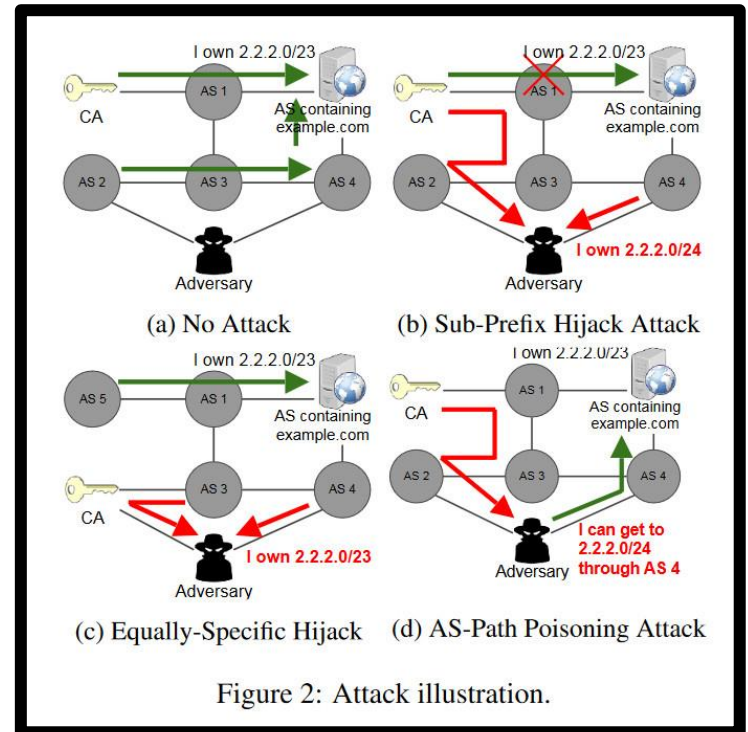 I own 2.2.2.0/23
AS 1
CA
AS containing
example.com
AS 2
AS 3
AS 4
Adversary
(a) No Attack
I own 2.2.2.0/23
AS 1
CA
AS containing
example.com
AS 2
AS 3
AS 4
I own 2.2.2.0/24
Adversary
(b) Sub-Prefix Hijack Attack
I own 2.2.2.0/23
AS 5
AS 1
AS containing
example.com
AS 3
AS 4
CA
I own 2.2.2.0/23
Adversary
(c) Equally-Specific Hijack
I own 2.2.2.0/23
AS 1
CA
AS containing
example.com
AS 2
AS 3
AS 4
I can get to
2.2.2.0/24
through AS 4
Adversary
(d) AS-Path Poisoning Attack
Figure 2: Attack illustration.